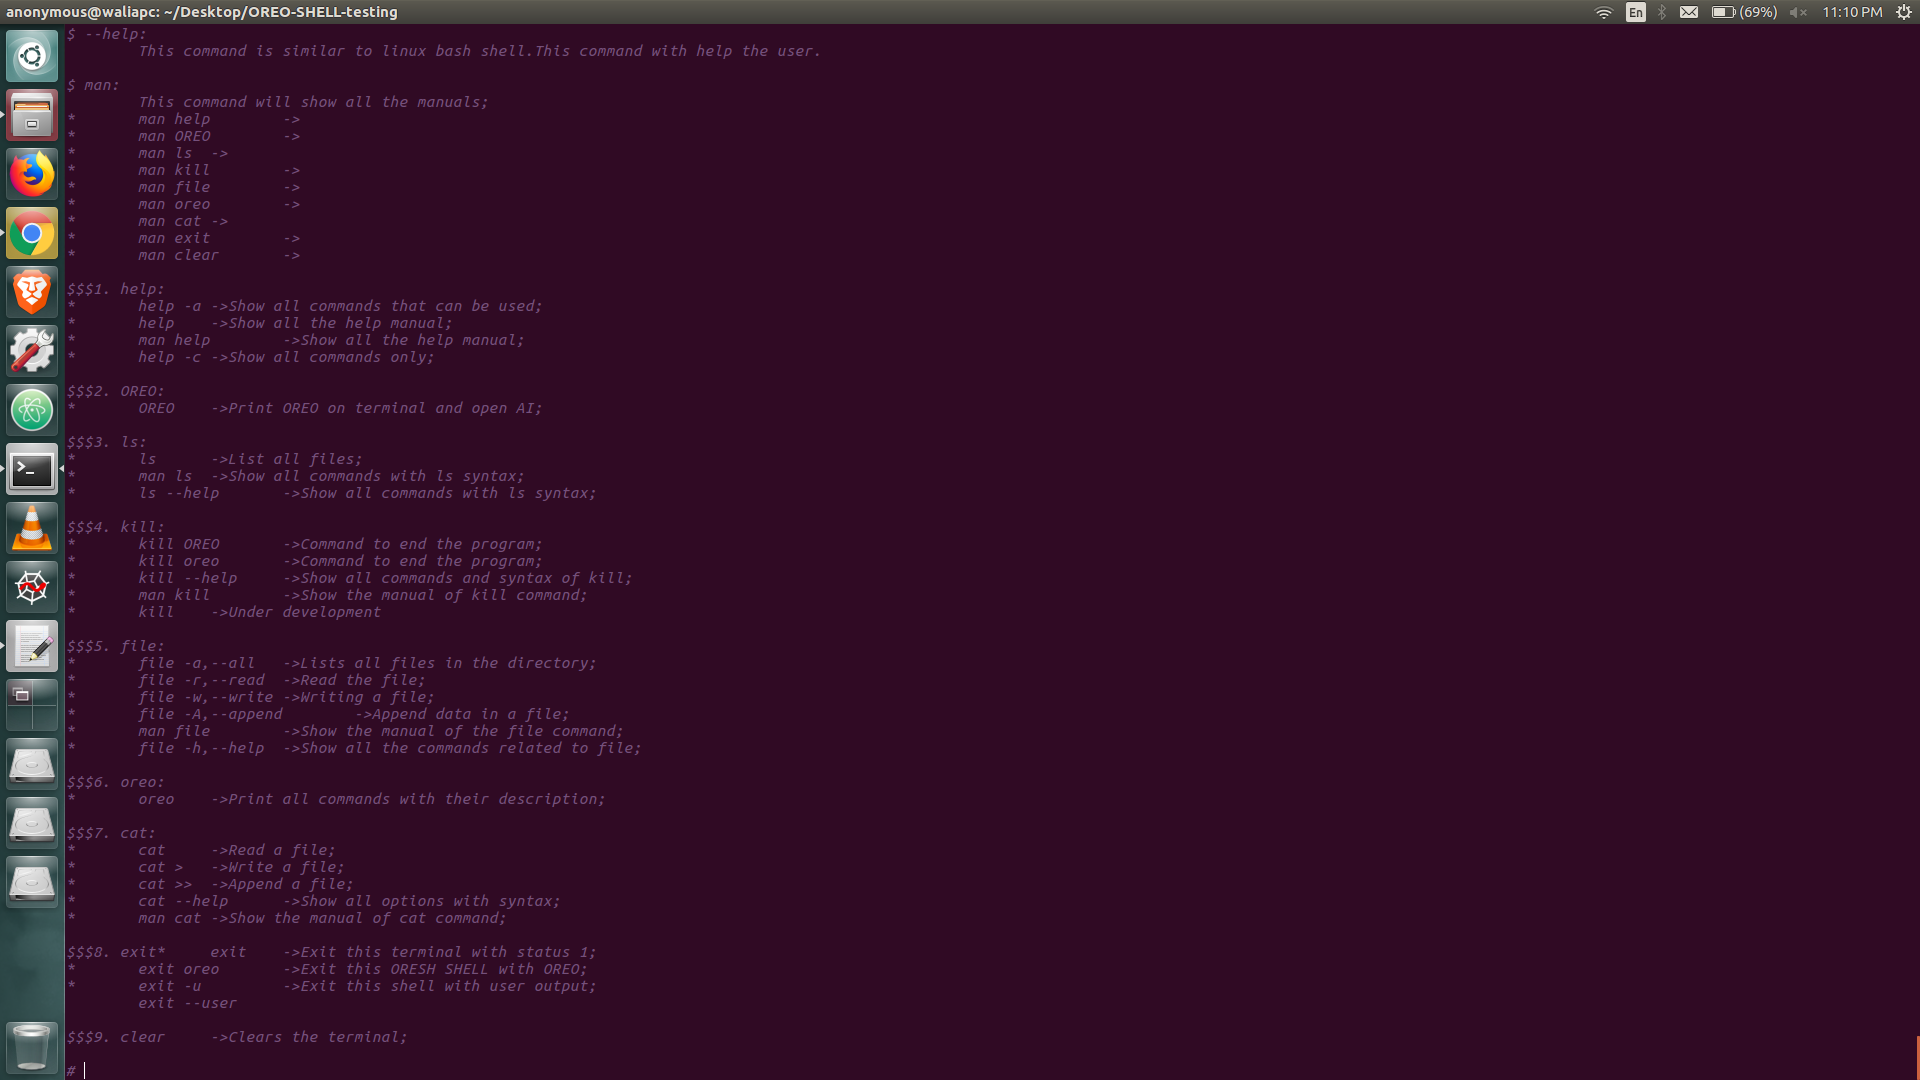 anonymous@waliapc: ~/Desktop/OREO-SHELL-testing En (69%) 11:10 PM
$ --help:
This command is similar to linux bash shell.This command with help the user.
$ man:
This command will show all the manuals;
* man help ->
* man OREO ->
* man ls ->
* man kill ->
* man file ->
* man oreo ->
* man cat ->
* man exit ->
* man clear ->
$$$1. help:
* help -a ->Show all commands that can be used;
* help ->Show all the help manual;
* man help ->Show all the help manual;
* help -c ->Show all commands only;
$$$2. OREO:
* OREO ->Print OREO on terminal and open AI;
$$$3. ls:
* ls ->List all files;
* man ls ->Show all commands with ls syntax;
* ls --help ->Show all commands with ls syntax;
$$$4. kill:
* kill OREO ->Command to end the program;
* kill oreo ->Command to end the program;
* kill --help ->Show all commands and syntax of kill;
* man kill ->Show the manual of kill command;
* kill ->Under development
$$$5. file:
* file -a,--all ->Lists all files in the directory;
* file -r,--read ->Read the file;
* file -w,--write ->Writing a file;
* file -A,--append ->Append data in a file;
* man file ->Show the manual of the file command;
* file -h,--help ->Show all the commands related to file;
$$$6. oreo:
* oreo ->Print all commands with their description;
$$$7. cat:
* cat ->Read a file;
* cat > ->Write a file;
* cat >> ->Append a file;
* cat --help ->Show all options with syntax;
* man cat ->Show the manual of cat command;
$$$8. exit* exit ->Exit this terminal with status 1;
* exit oreo ->Exit this ORESH SHELL with OREO;
* exit -u ->Exit this shell with user output;
exit --user
$$$9. clear ->Clears the terminal;
#